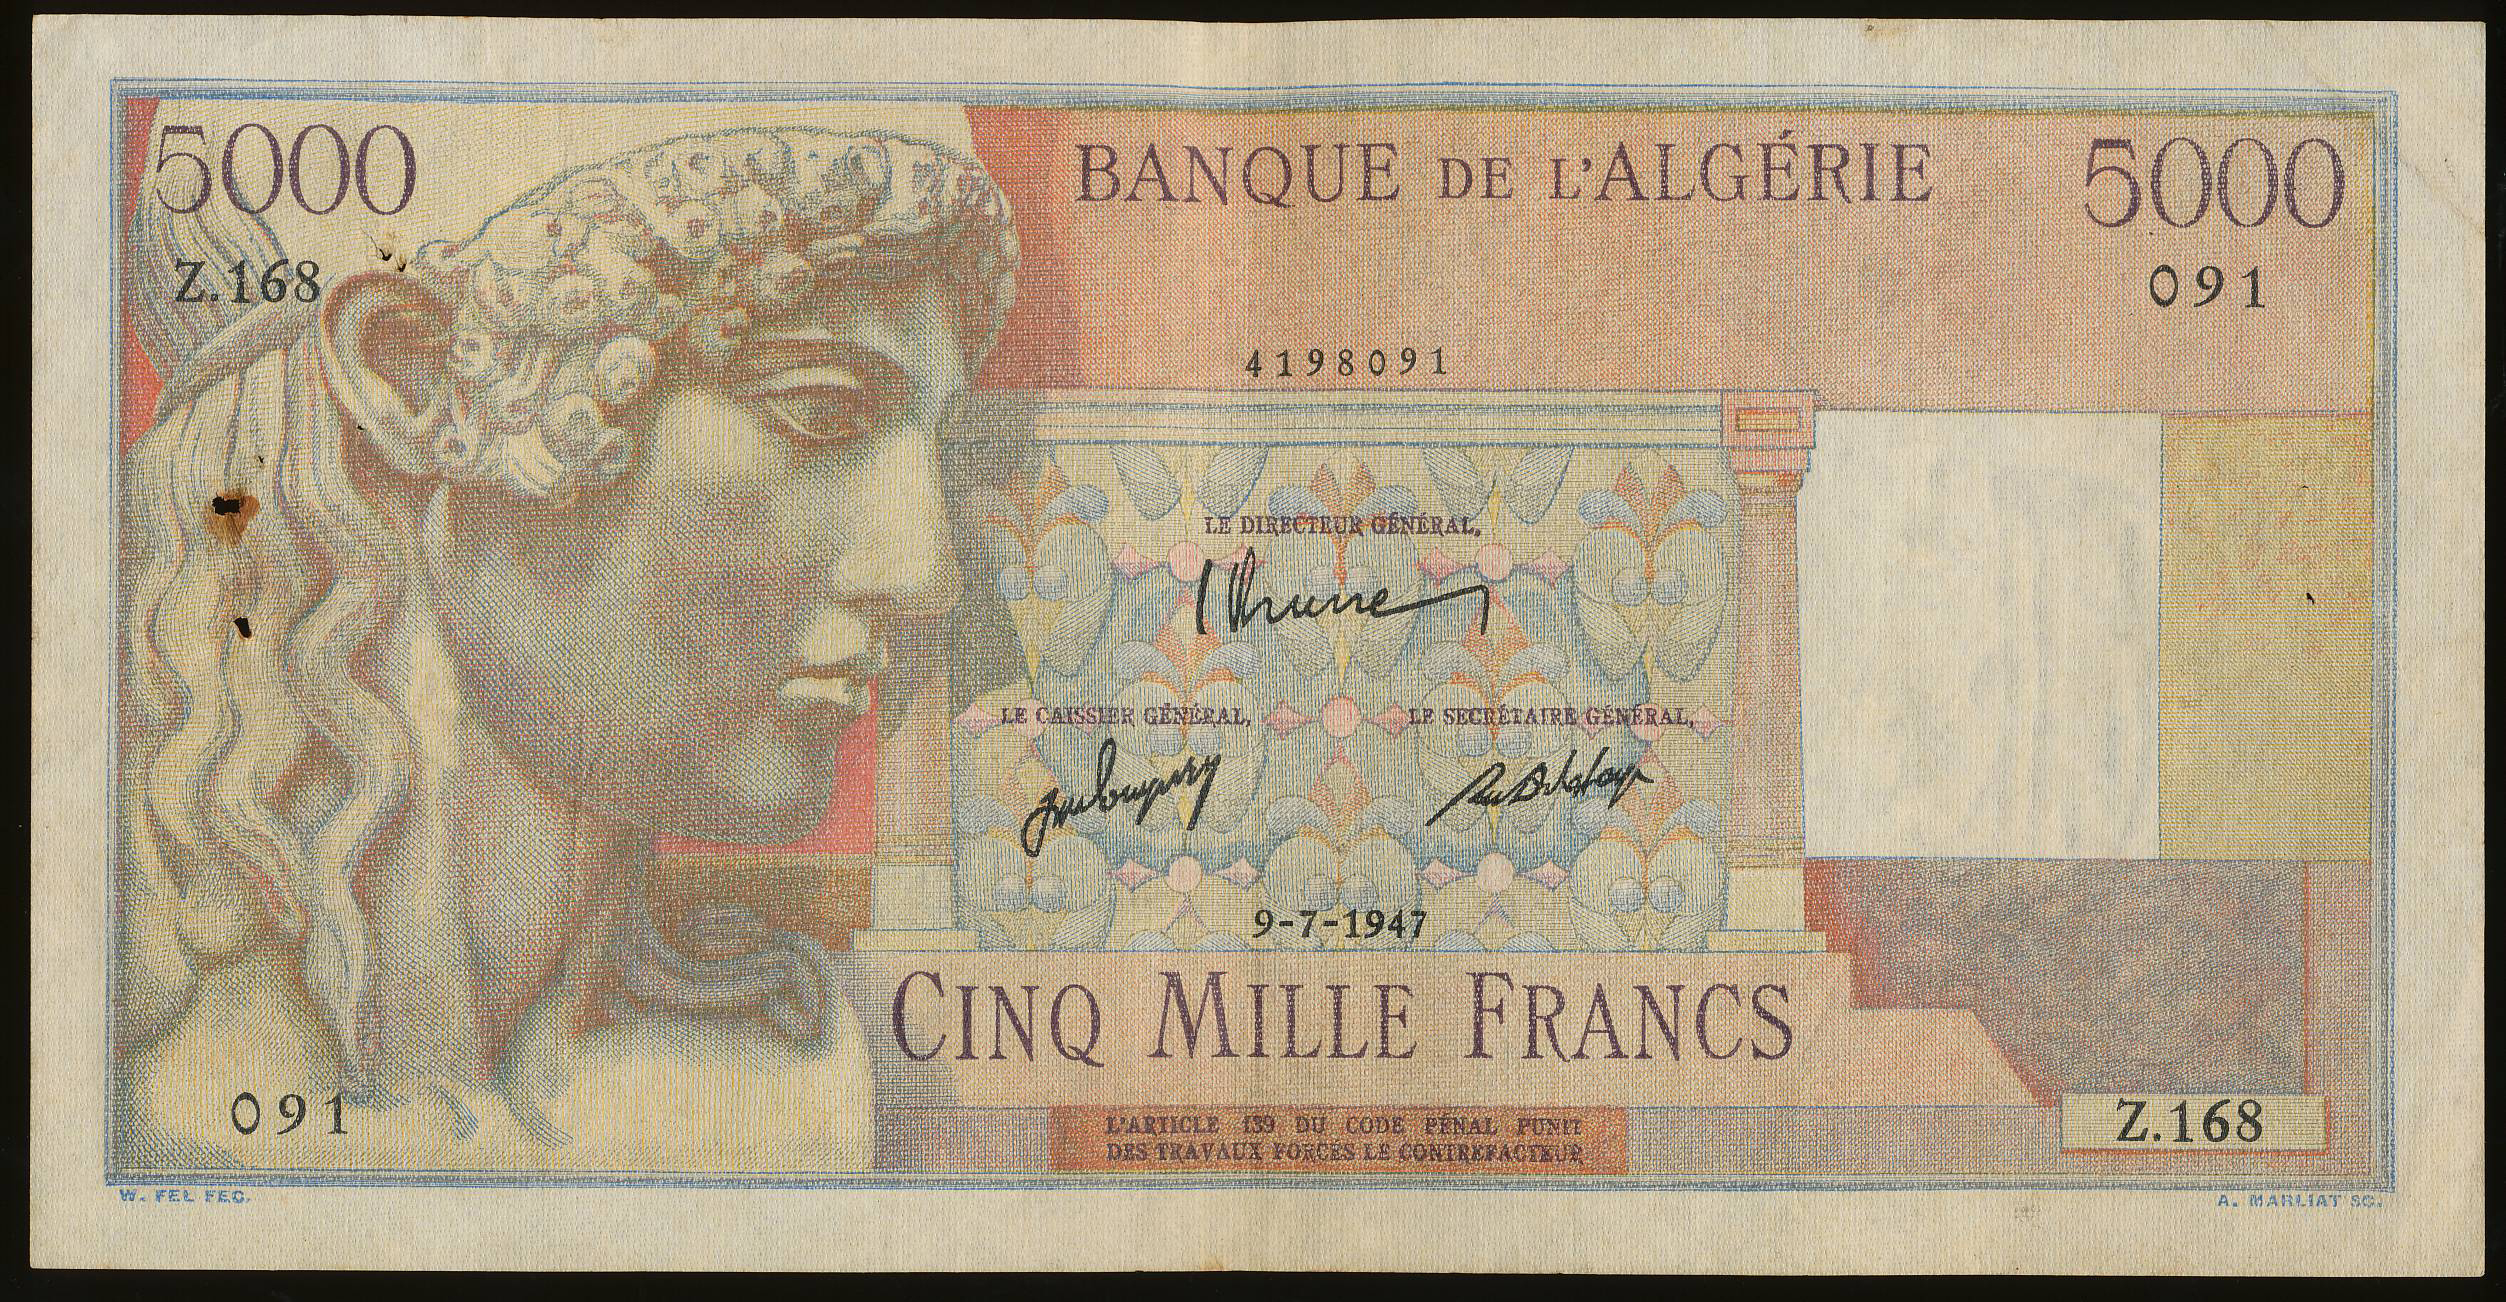 5000 BANQUE DE L'ALGÉRIE 5000
Z.168 091
4198091
LE DIRECTEUR GÉNÉRAL,
LE CAISSIER GÉNÉRAL, LE SECRÉTAIRE GÉNÉRAL,
9-7-1947
CINQ MILLE FRANCS
091 Z.168
L'ARTICLE 139 DU CODE PÉNAL PUNIT
DES TRAVAUX FORCÉS LE CONTREFACTEUR
W. FEL FEC. A. MARLIAT SC.